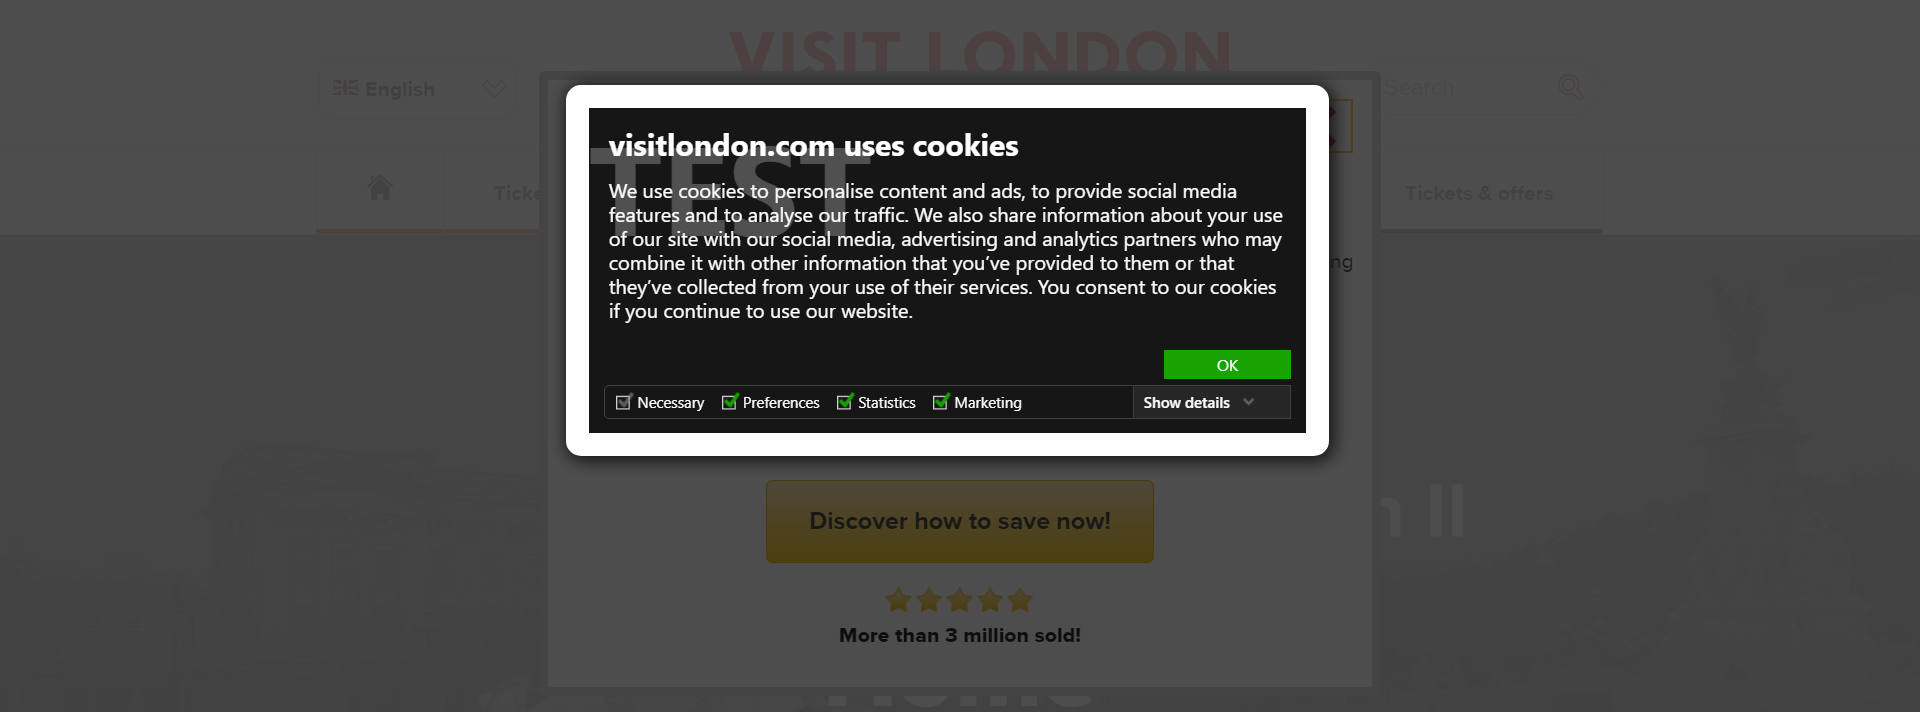 VISIT LONDON
English
Search
Tickets & offers
TEST
visitlondon.com uses cookies
We use cookies to personalise content and ads, to provide social media
features and to analyse our traffic. We also share information about your use
of our site with our social media, advertising and analytics partners who may
combine it with other information that you’ve provided to them or that
they’ve collected from your use of their services. You consent to our cookies
if you continue to use our website.
OK
Necessary
Preferences
Statistics
Marketing
Show details
II
Discover how to save now!
More than 3 million sold!